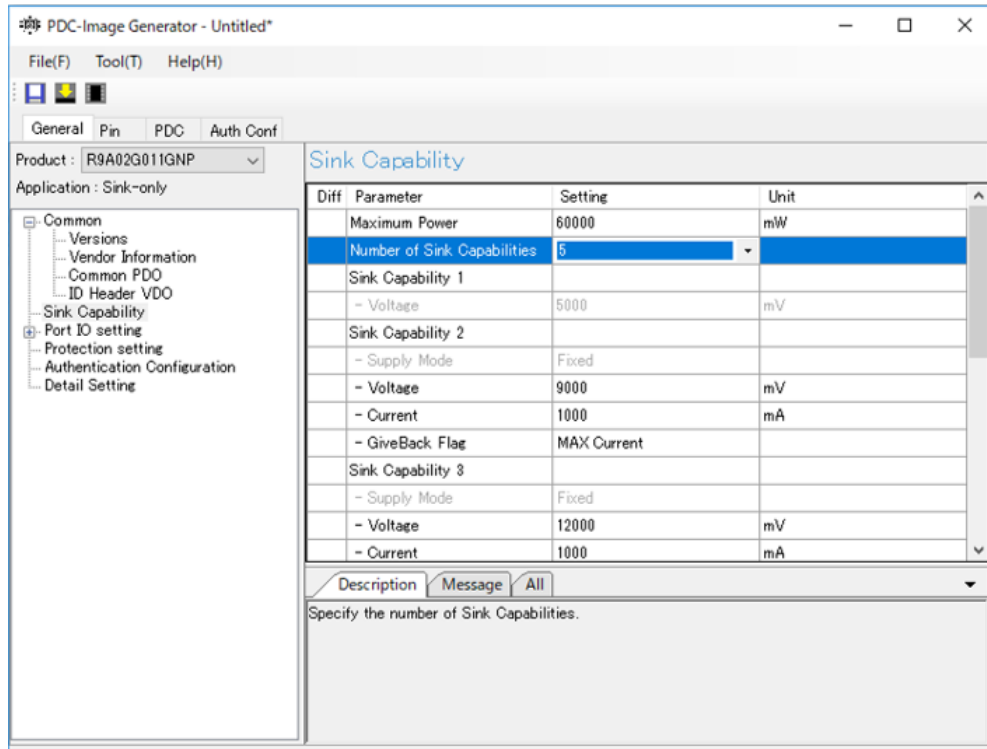 PDC-Image Generator - Untitled*
File(F) Tool(T) Help(H)
General Pin PDC Auth Conf
Product : R9A02G011GNP
Application : Sink-only
Common
Versions
Vendor Information
Common PDO
ID Header VDO
Sink Capability
Port IO setting
Protection setting
Authentication Configuration
Detail Setting
Sink Capability
Diff Parameter Setting Unit
Maximum Power 60000 mW
Number of Sink Capabilities 5
Sink Capability 1
- Voltage 5000 mV
Sink Capability 2
- Supply Mode Fixed
- Voltage 9000 mV
- Current 1000 mA
- GiveBack Flag MAX Current
Sink Capability 3
- Supply Mode Fixed
- Voltage 12000 mV
- Current 1000 mA
Description Message All
Specify the number of Sink Capabilities.